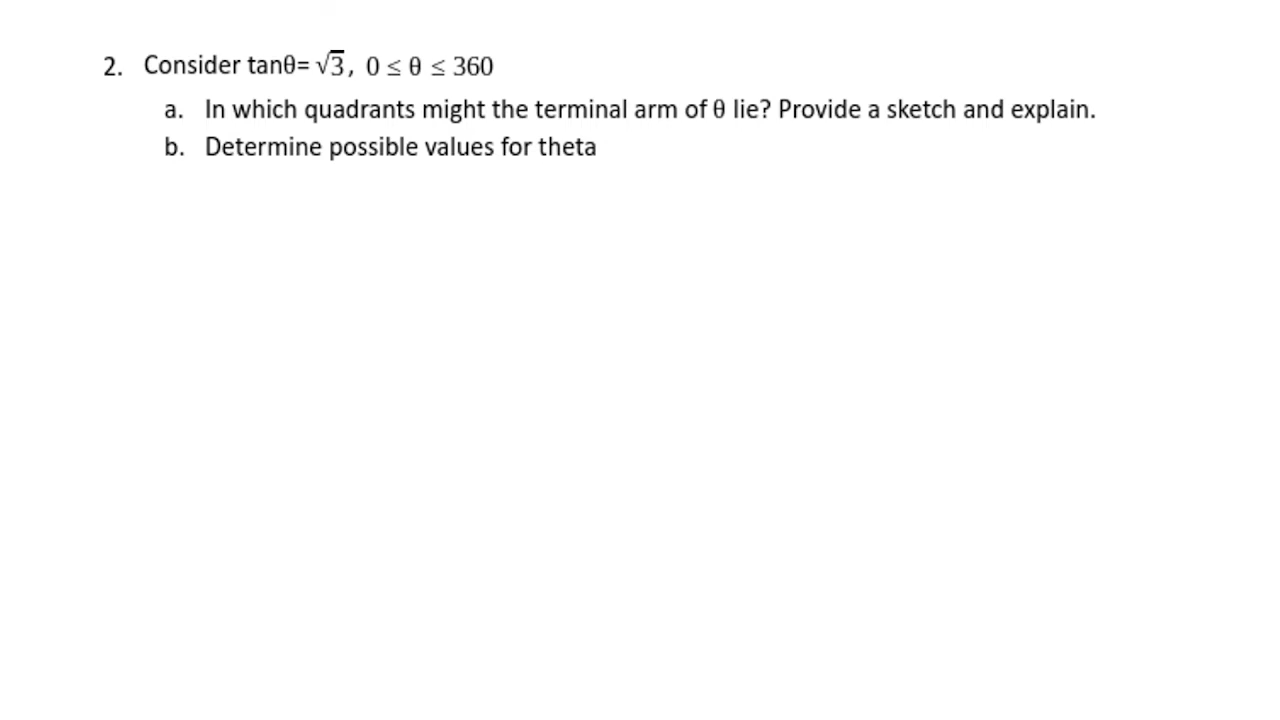 2. Consider tanθ= √3, 0 ≤ θ ≤ 360
a. In which quadrants might the terminal arm of θ lie? Provide a sketch and explain.
b. Determine possible values for theta